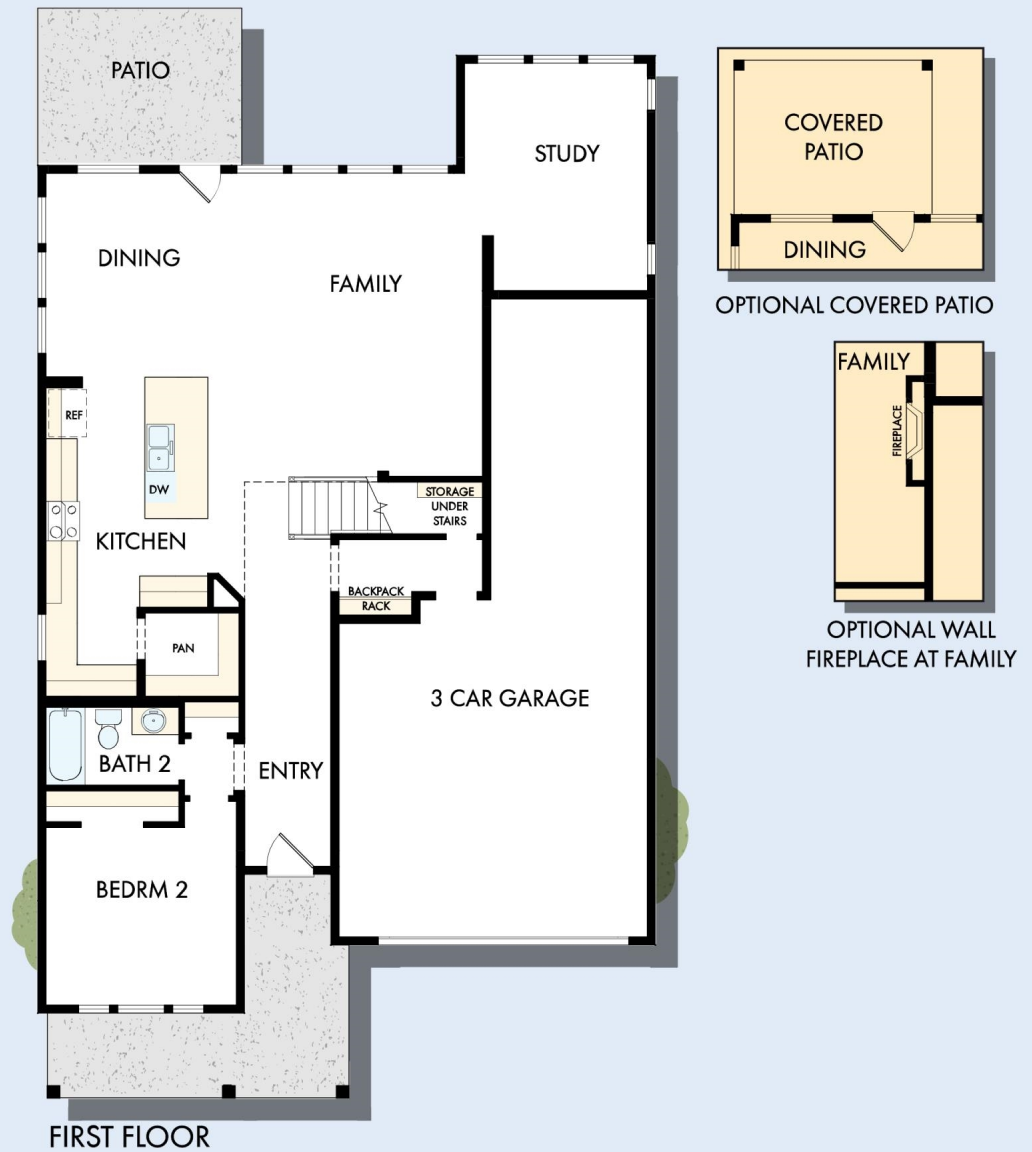 PATIO
STUDY
DINING
FAMILY
REF
DW
KITCHEN
STORAGE
UNDER
STAIRS
BACKPACK
RACK
PAN
3 CAR GARAGE
BATH 2
ENTRY
BEDRM 2
FIRST FLOOR
COVERED
PATIO
DINING
OPTIONAL COVERED PATIO
FAMILY
FIREPLACE
OPTIONAL WALL
FIREPLACE AT FAMILY